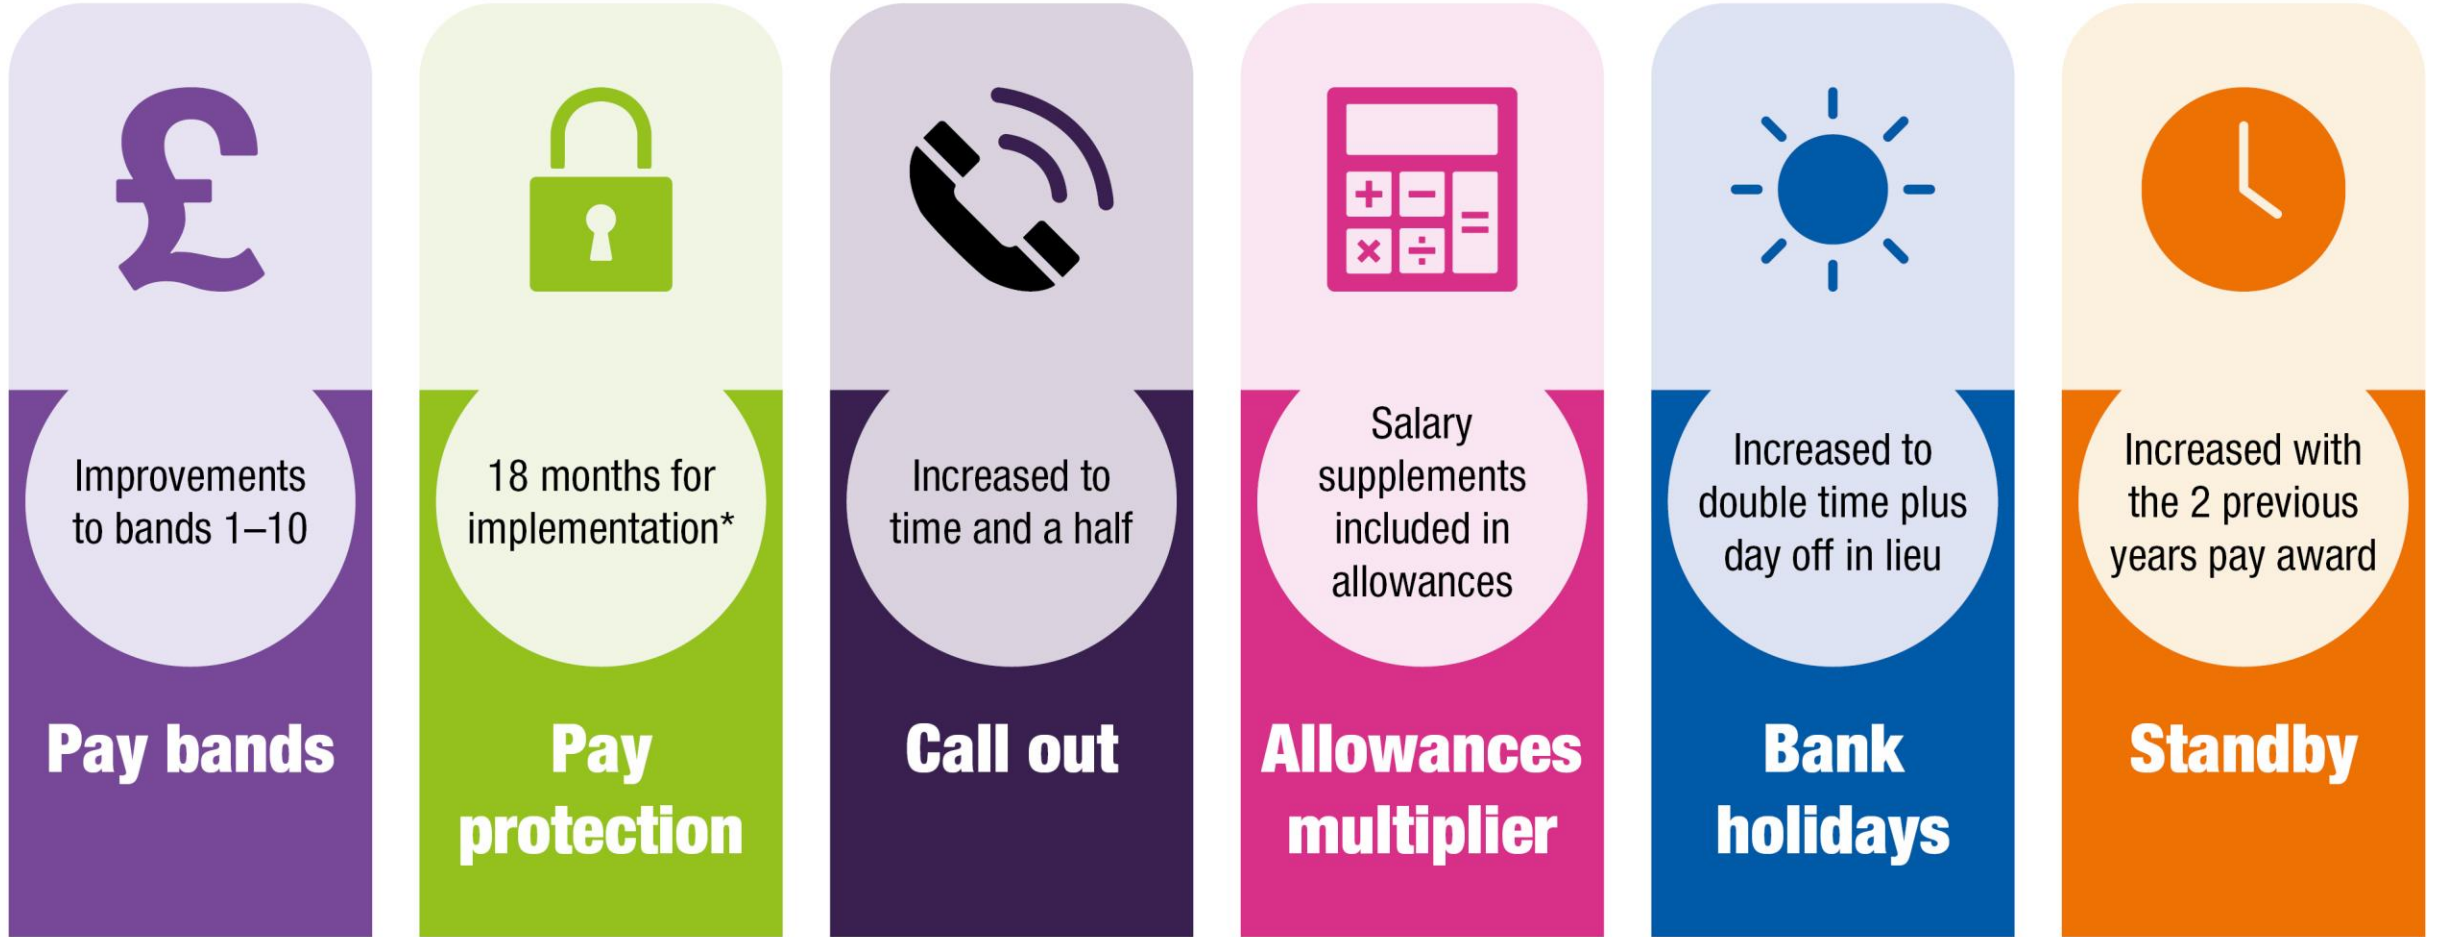 £
Improvements
to bands 1–10
Pay bands
18 months for
implementation*
Pay
protection
Increased to
time and a half
Call out
+ −
=
× ÷
Salary
supplements
included in
allowances
Allowances
multiplier
Increased to
double time plus
day off in lieu
Bank
holidays
Increased with
the 2 previous
years pay award
Standby